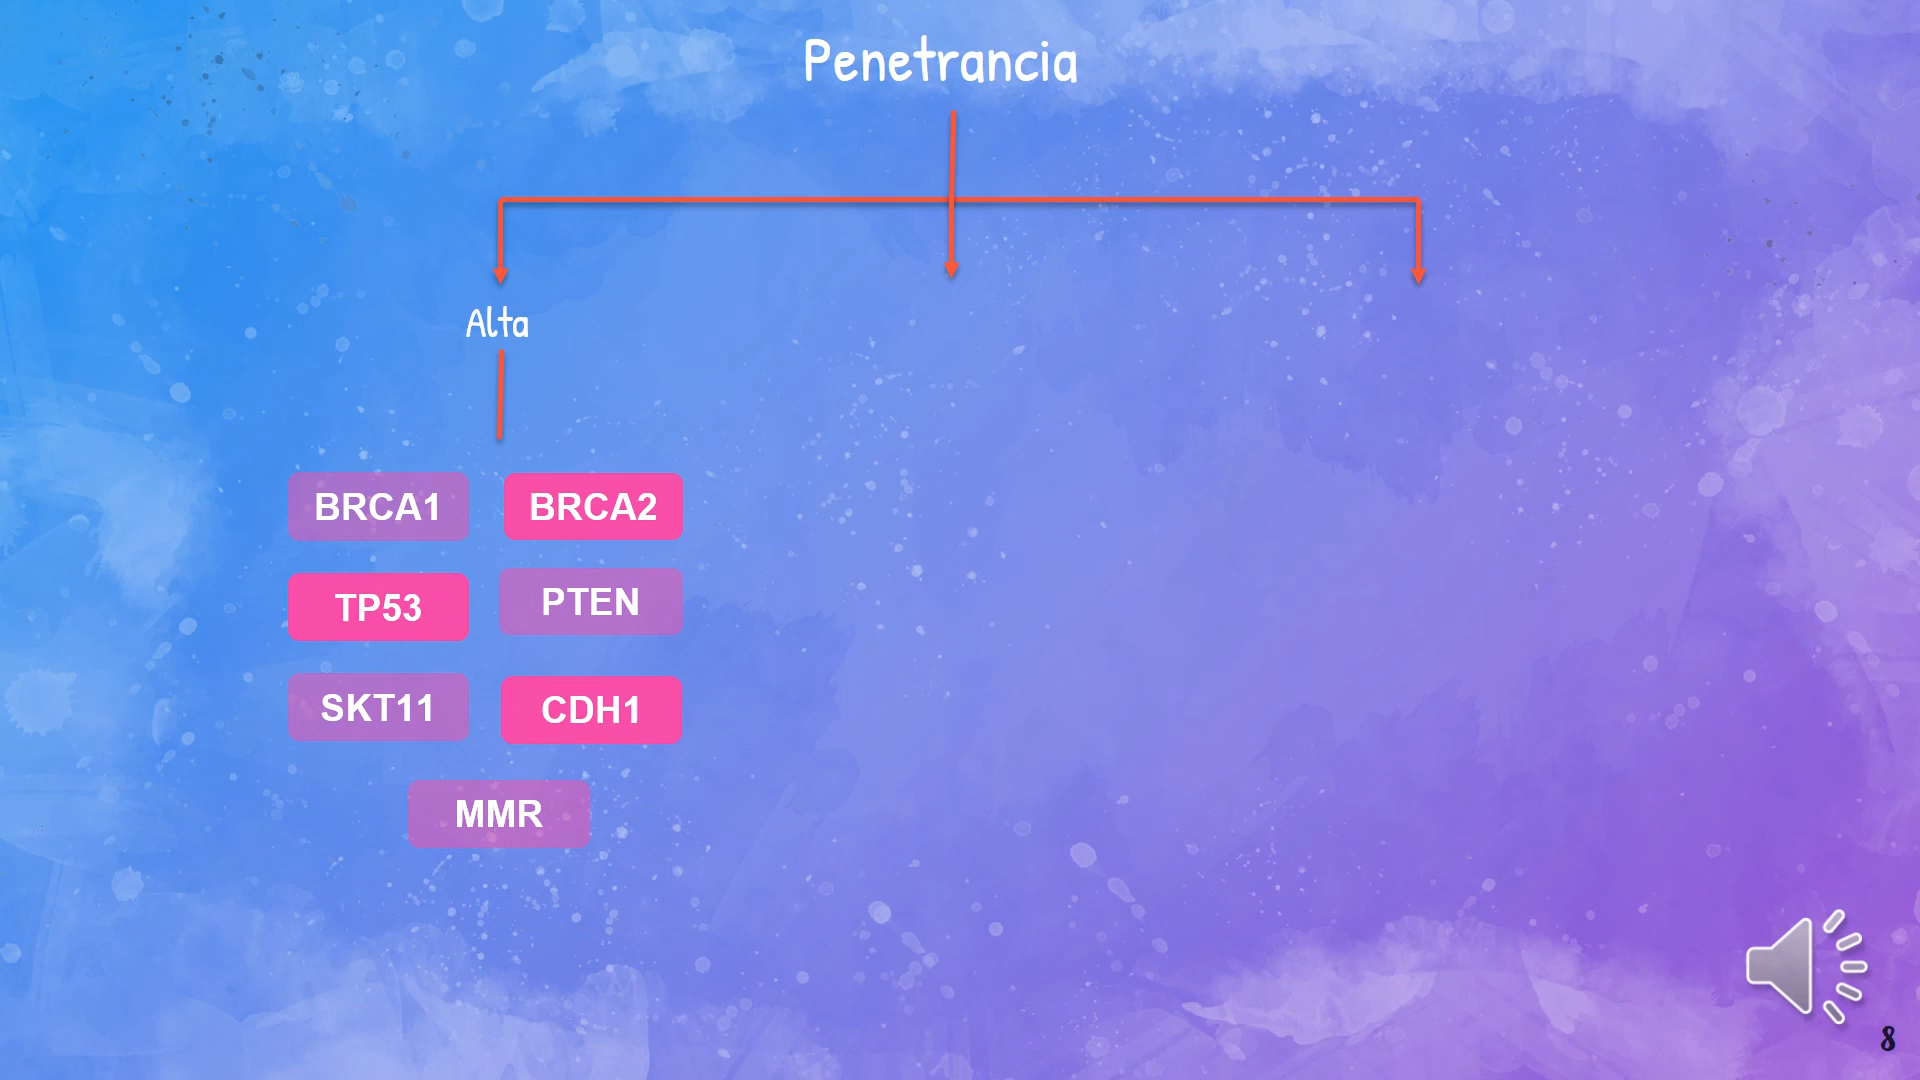 Penetrancia
Alta
BRCA1
BRCA2
TP53
PTEN
SKT11
CDH1
MMR
8